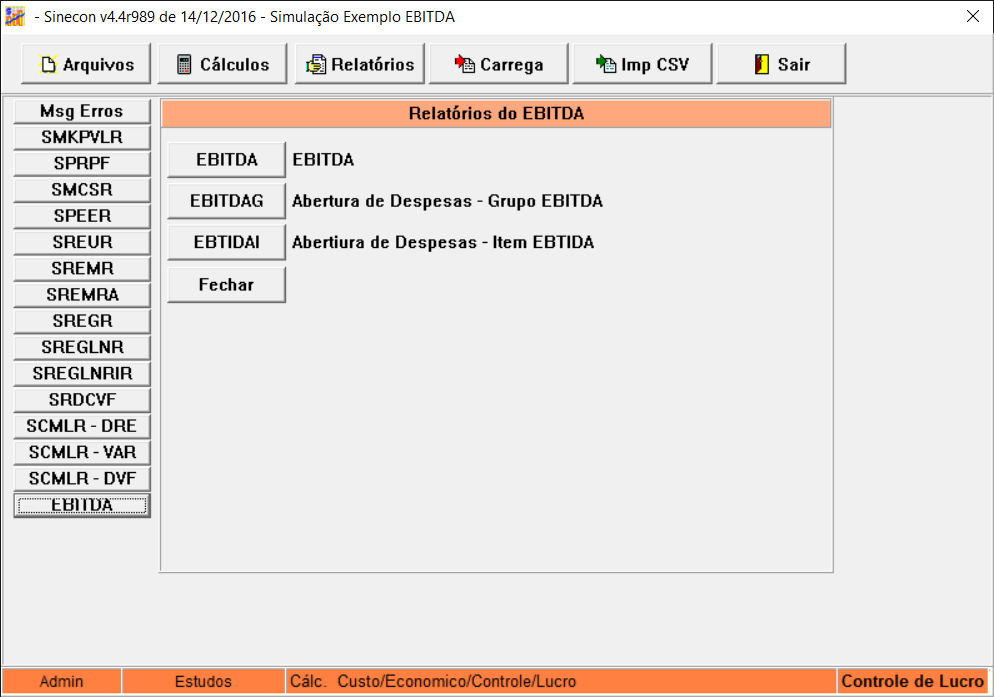 - Sinecon v4.4r989 de 14/12/2016 - Simulação Exemplo EBITDA
Arquivos Cálculos Relatórios Carrega Imp CSV Sair
Msg Erros
SMKPVLR
SPRPF
SMCSR
SPEER
SREUR
SREMR
SREMRA
SREGR
SREGLNR
SREGLNRIR
SRDCVF
SCMLR - DRE
SCMLR - VAR
SCMLR - DVF
EBITDA
Relatórios do EBITDA
EBITDA EBITDA
EBITDAG Abertura de Despesas - Grupo EBITDA
EBTIDAI Abertiura de Despesas - Item EBTIDA
Fechar
Admin Estudos Cálc. Custo/Economico/Controle/Lucro Controle de Lucro